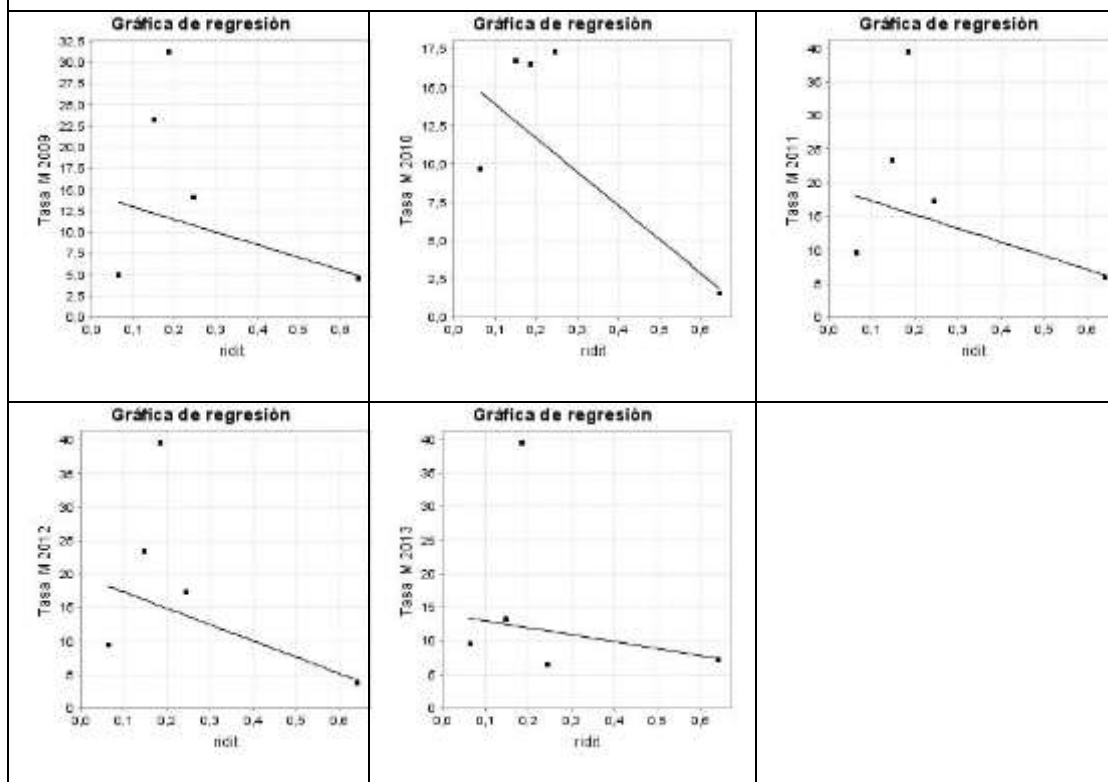 Gráfica de regresión
Tasa M 2009
32,5
30,0
27,5
25,0
22,5
20,0
17,5
15,0
12,5
10,0
7,5
5,0
2,5
0,0
0,0 0,1 0,2 0,3 0,4 0,5 0,6
ridit
Gráfica de regresión
Tasa M 2010
17,5
15,0
12,5
10,0
7,5
5,0
2,5
0,0
0,0 0,1 0,2 0,3 0,4 0,5 0,6
ridit
Gráfica de regresión
Tasa M 2011
40
35
30
25
20
15
10
5
0
0,0 0,1 0,2 0,3 0,4 0,5 0,6
ridit
Gráfica de regresión
Tasa M 2012
40
35
30
25
20
15
10
5
0
0,0 0,1 0,2 0,3 0,4 0,5 0,6
ridit
Gráfica de regresión
Tasa M 2013
40
35
30
25
20
15
10
5
0
0,0 0,1 0,2 0,3 0,4 0,5 0,6
ridit